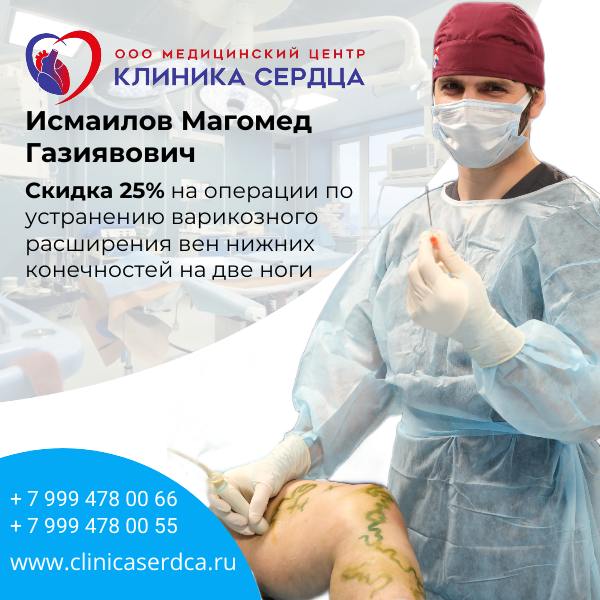 ООО МЕДИЦИНСКИЙ ЦЕНТР
КЛИНИКА СЕРДЦА
Исмаилов Магомед
Газиявович
Скидка 25% на операции по
устранению варикозного
расширения вен нижних
конечностей на две ноги
+ 7 999 478 00 66
+ 7 999 478 00 55
www.clinicaserdca.ru